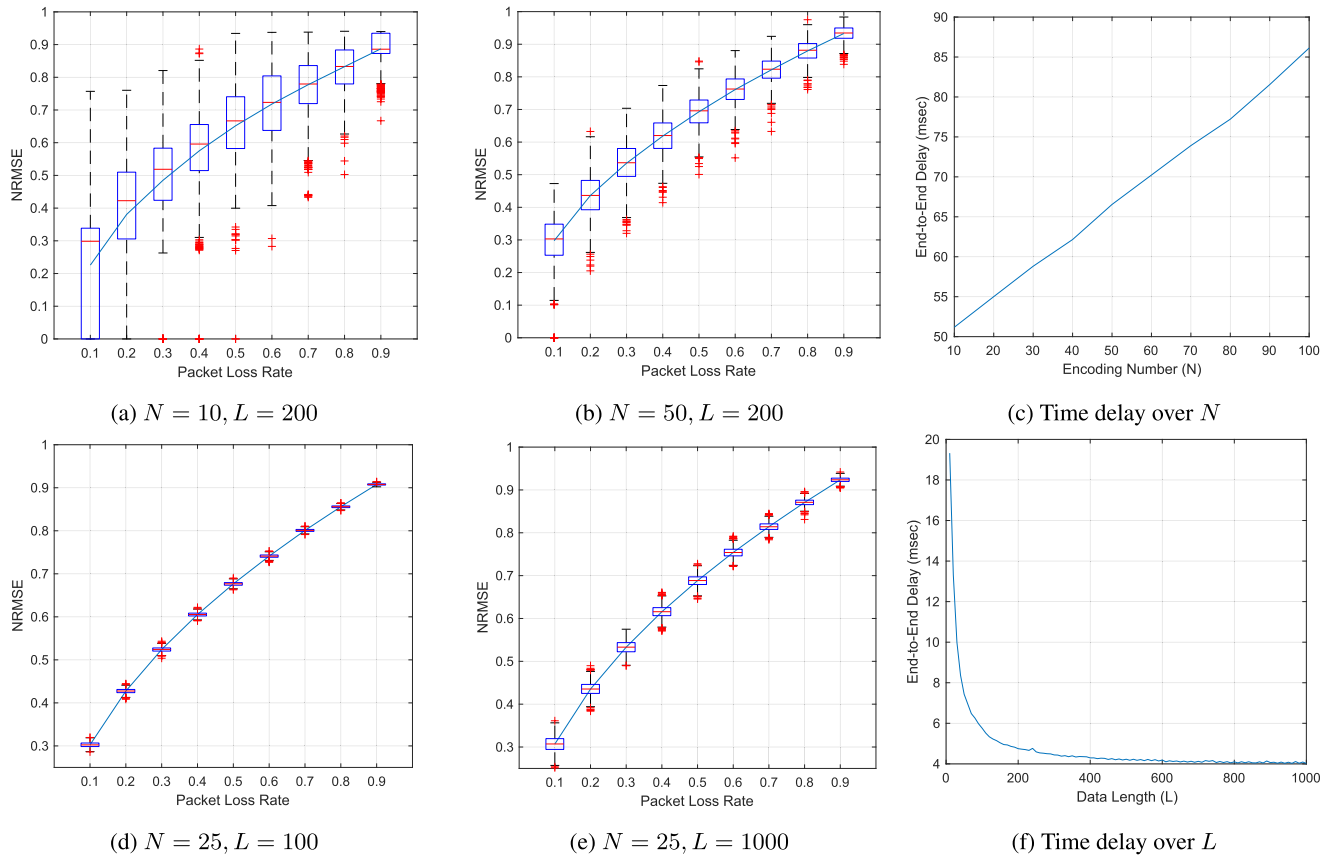 1
0.9
0.8
0.7
0.6
0.5
0.4
0.3
0.2
0.1
0
NRMSE
0.1 0.2 0.3 0.4 0.5 0.6 0.7 0.8 0.9
Packet Loss Rate
(a) N = 10, L = 200
1
0.9
0.8
0.7
0.6
0.5
0.4
0.3
0.2
0.1
0
NRMSE
0.1 0.2 0.3 0.4 0.5 0.6 0.7 0.8 0.9
Packet Loss Rate
(b) N = 50, L = 200
90
85
80
75
70
65
60
55
50
End-to-End Delay (msec)
10 20 30 40 50 60 70 80 90 100
Encoding Number (N)
(c) Time delay over N
1
0.9
0.8
0.7
0.6
0.5
0.4
0.3
NRMSE
0.1 0.2 0.3 0.4 0.5 0.6 0.7 0.8 0.9
Packet Loss Rate
(d) N = 25, L = 100
1
0.9
0.8
0.7
0.6
0.5
0.4
0.3
NRMSE
0.1 0.2 0.3 0.4 0.5 0.6 0.7 0.8 0.9
Packet Loss Rate
(e) N = 25, L = 1000
20
18
16
14
12
10
8
6
4
End-to-End Delay (msec)
0 200 400 600 800 1000
Data Length (L)
(f) Time delay over L